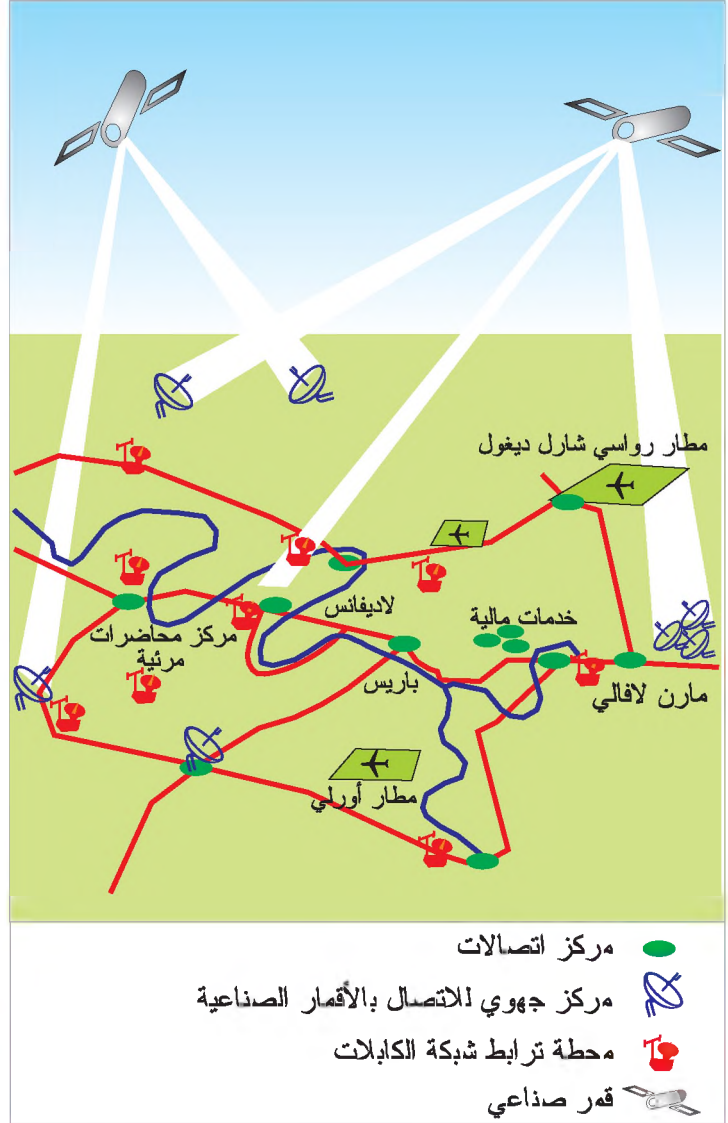 مطار رواسي شارل ديغول
لاديفانس
خدمات مالية
مركز محاضرات
مرئية
باريس
مارن لافالي
مطار أورلي
مركز اتصالات
مركز جهوي للاتصال بالأقمار الصناعية
محطة ترابط شبكة الكابلات
قمر صناعي